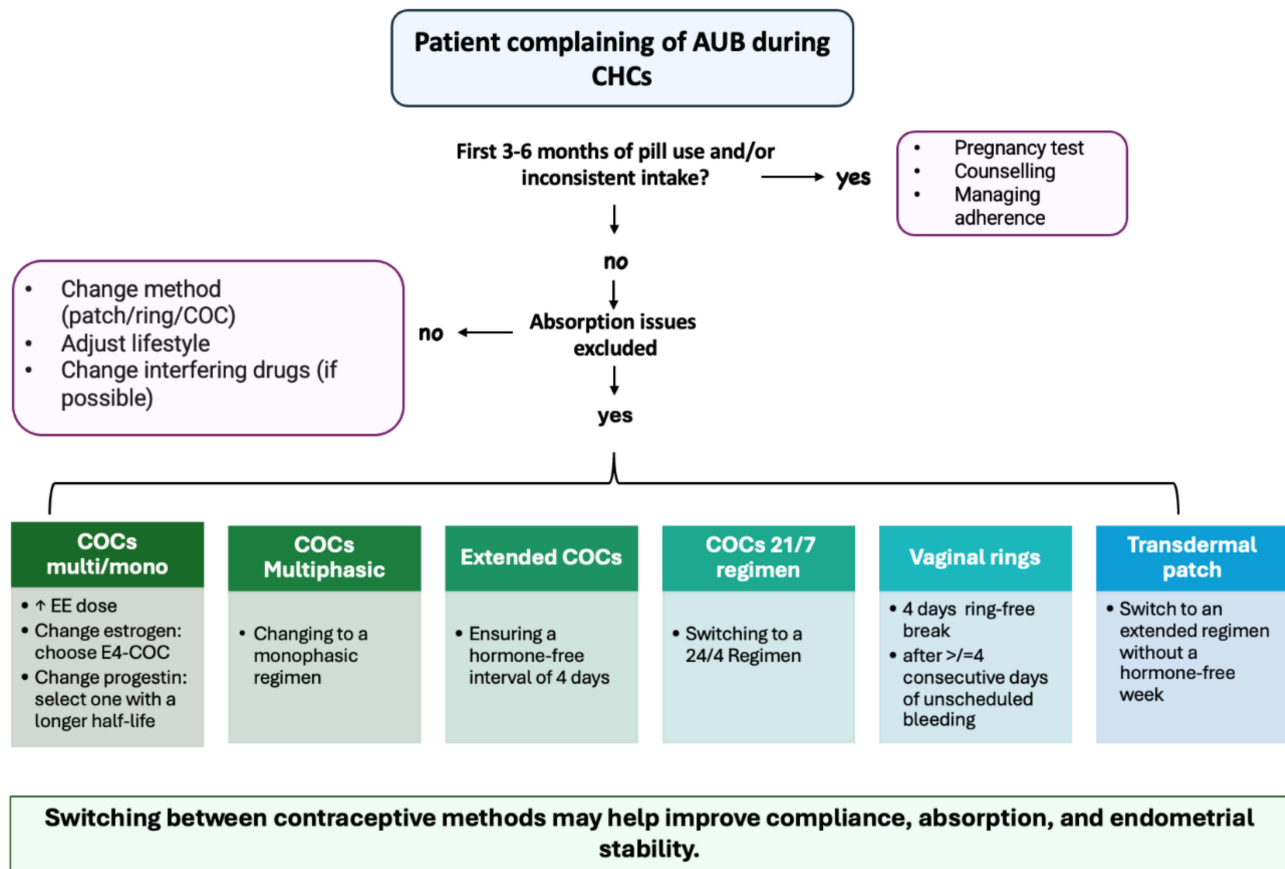 Patient complaining of AUB during
CHCs
First 3-6 months of pill use and/or
inconsistent intake?
yes
• Pregnancy test
• Counselling
• Managing
adherence
no
Absorption issues
excluded
no
• Change method
(patch/ring/COC)
• Adjust lifestyle
• Change interfering drugs (if
possible)
yes
COCs
multi/mono
• ↑ EE dose
• Change estrogen:
choose E4-COC
• Change progestin:
select one with a
longer half-life
COCs
Multiphasic
• Changing to a
monophasic
regimen
Extended COCs
• Ensuring a
hormone-free
interval of 4 days
COCs 21/7
regimen
• Switching to a
24/4 Regimen
Vaginal rings
• 4 days ring-free
break
• after >/=4
consecutive days
of unscheduled
bleeding
Transdermal
patch
• Switch to an
extended regimen
without a
hormone-free
week
Switching between contraceptive methods may help improve compliance, absorption, and endometrial
stability.